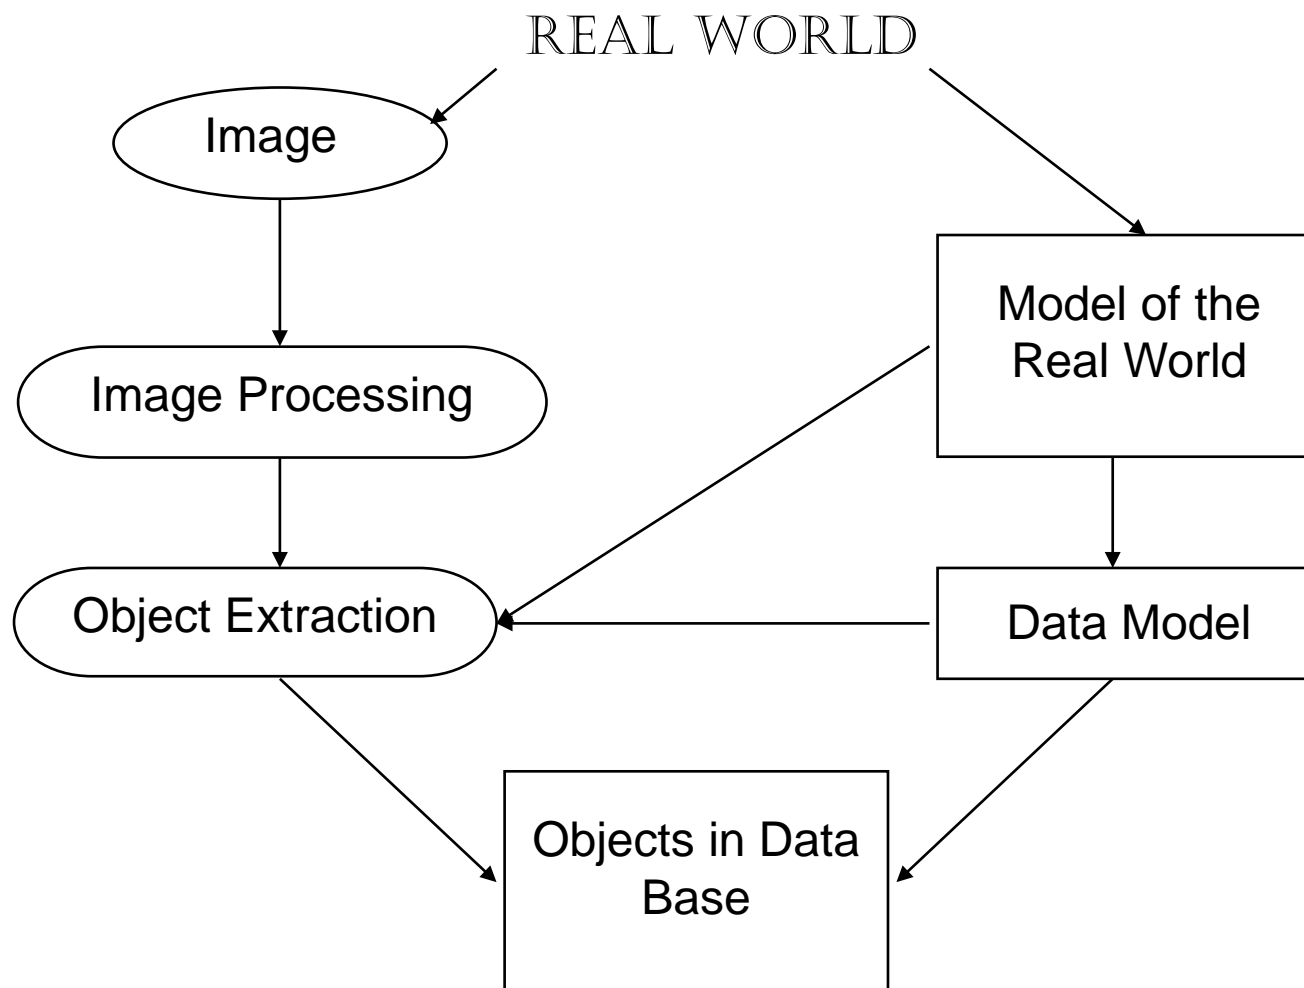 REAL WORLD
Image
Model of the
Real World
Image Processing
Object Extraction
Data Model
Objects in Data
Base